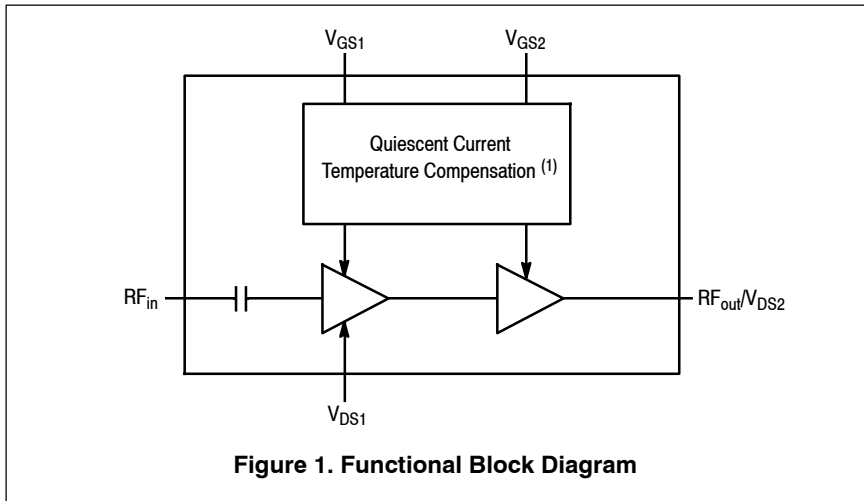 VGS1 VGS2
Quiescent Current
Temperature Compensation (1)
RFin RFout/VDS2
VDS1
Figure 1. Functional Block Diagram